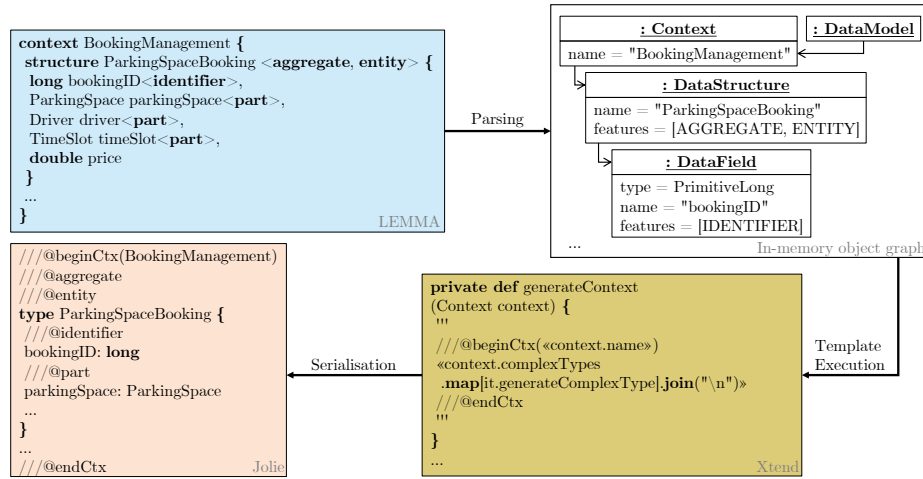 context BookingManagement {
structure ParkingSpaceBooking <aggregate, entity> {
long bookingID<identifier>,
ParkingSpace parkingSpace<part>,
Driver driver<part>,
TimeSlot timeSlot<part>,
double price
}
...
}
LEMMA
Parsing
: Context
name = "BookingManagement"
: DataModel
: DataStructure
name = "ParkingSpaceBooking"
features = [AGGREGATE, ENTITY]
: DataField
type = PrimitiveLong
name = "bookingID"
features = [IDENTIFIER]
...
In-memory object graph
Template
Execution
private def generateContext
(Context context) {
'''
///@beginCtx(«context.name»)
«context.complexTypes
.map[it.generateComplexType].join("\n")»
///@endCtx
'''
}
...
Xtend
Serialisation
///@beginCtx(BookingManagement)
///@aggregate
///@entity
type ParkingSpaceBooking {
///@identifier
bookingID: long
///@part
parkingSpace: ParkingSpace
...
}
...
///@endCtx
Jolie